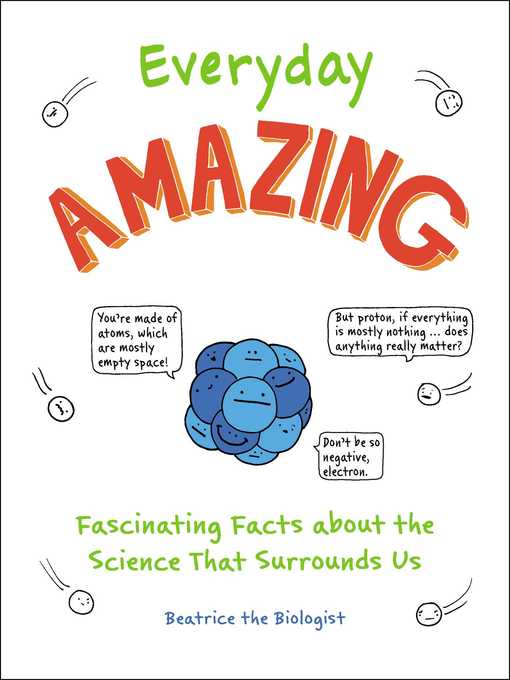 Everyday
AMAZING
You're made of
atoms, which
are mostly
empty space!
But proton, if everything
is mostly nothing ... does
anything really matter?
Don't be so
negative,
electron.
Fascinating Facts about the
Science That Surrounds Us
Beatrice the Biologist